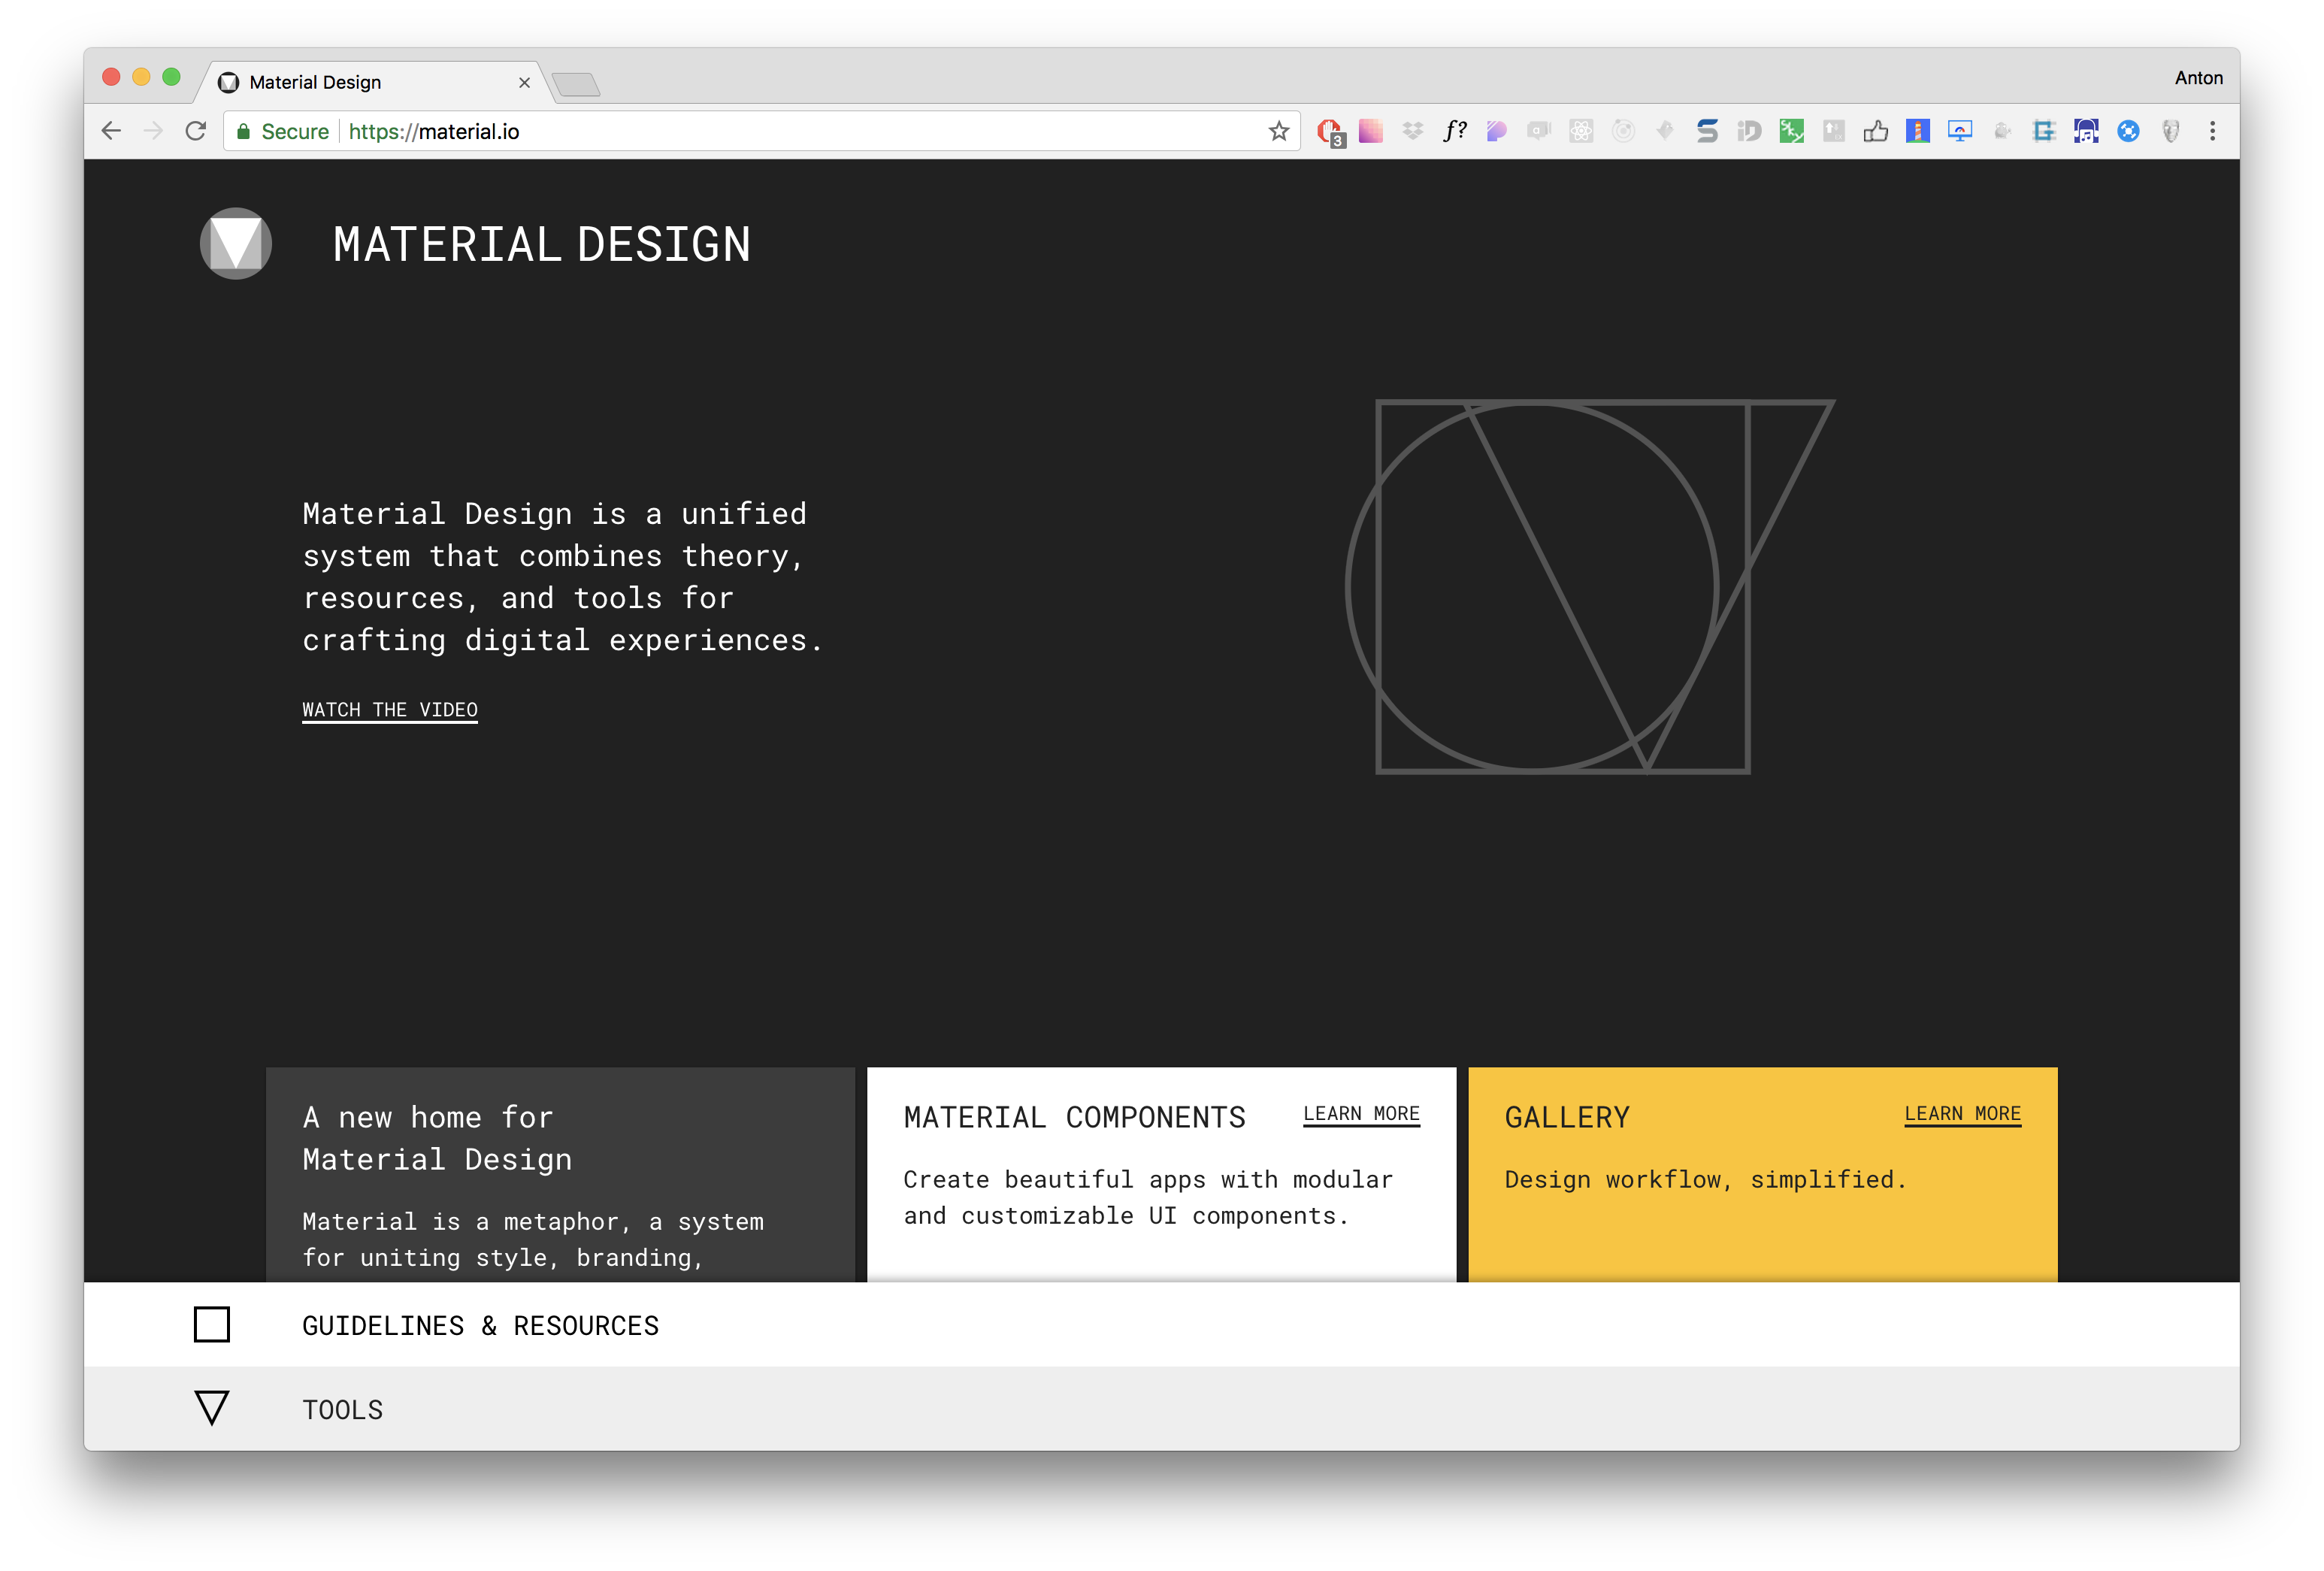 Material Design
Anton
Secure
https://material.io
3
f?
MATERIAL DESIGN
Material Design is a unified
system that combines theory,
resources, and tools for
crafting digital experiences.
WATCH THE VIDEO
A new home for
Material Design
Material is a metaphor, a system
for uniting style, branding,
MATERIAL COMPONENTS
LEARN MORE
Create beautiful apps with modular
and customizable UI components.
GALLERY
LEARN MORE
Design workflow, simplified.
GUIDELINES & RESOURCES
TOOLS